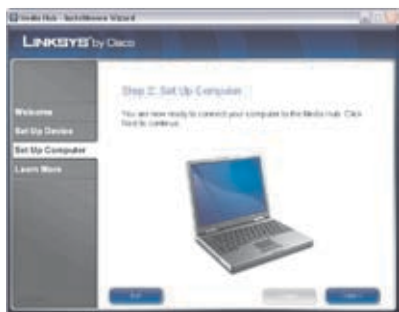 Media Hub - Installation Wizard
LINKSYS by Cisco
Step 2: Set Up Computer
Welcome
You are now ready to connect your computer to the Media Hub. Click
Next to continue.
Set Up Device
Set Up Computer
Learn More